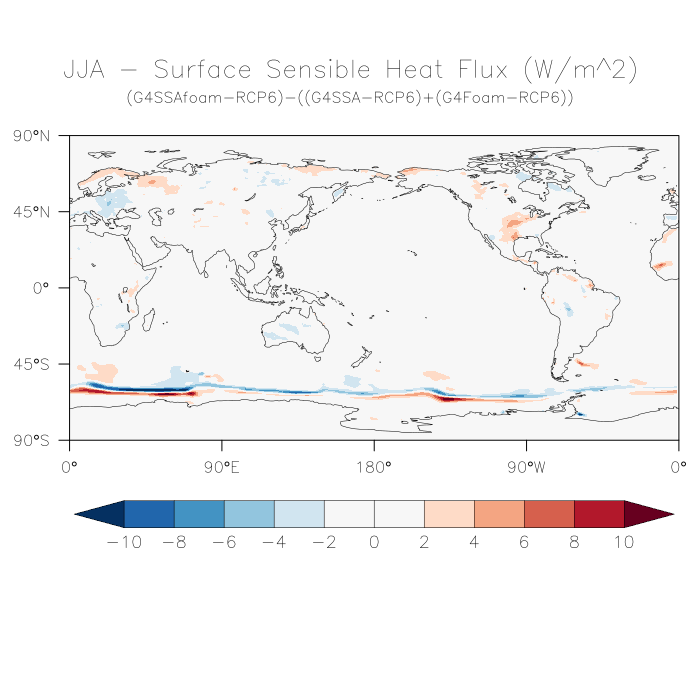 JJA − Surface Sensible Heat Flux (W/m^2)
(G4SSAfoam−RCP6)−((G4SSA−RCP6)+(G4Foam−RCP6))
90°N
45°N
0°
45°S
90°S
0° 90°E 180° 90°W 0°
−10 −8 −6 −4 −2 0 2 4 6 8 10